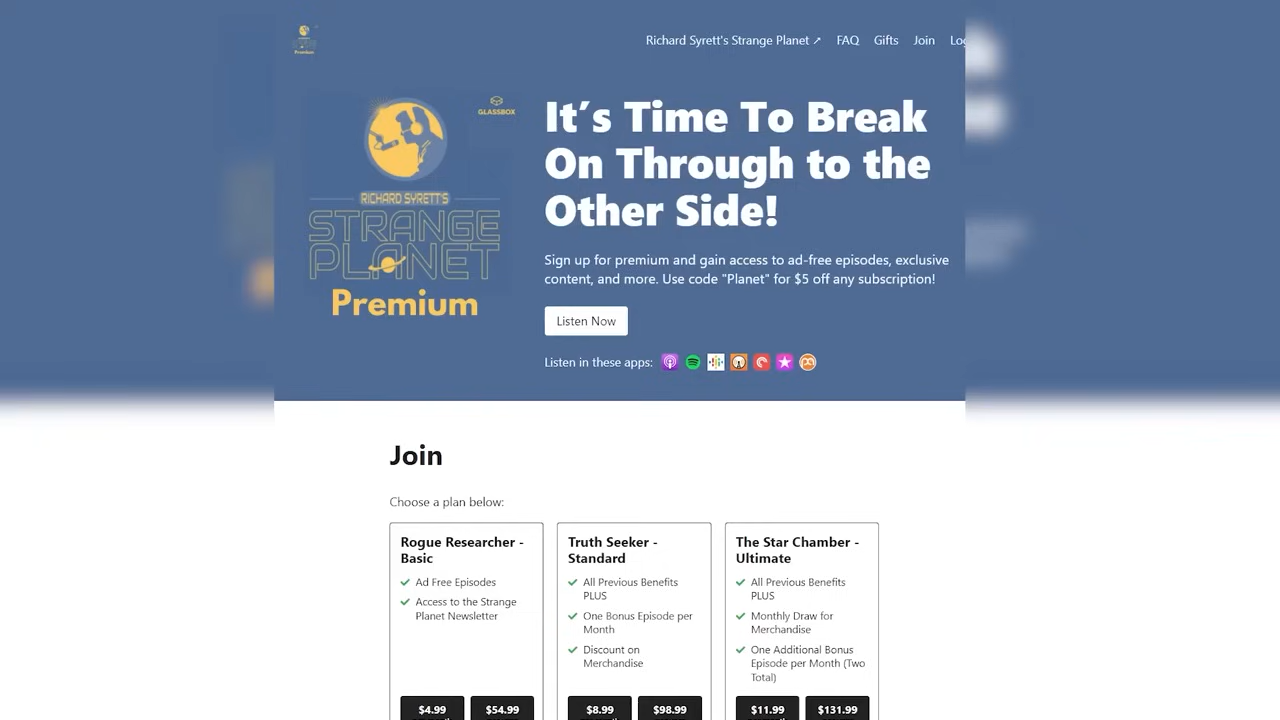 Premium
Richard Syrett's Strange Planet ↗ FAQ Gifts Join
GLASSBOX
RICHARD SYRETT'S
STRANGE
PLANET
Premium
It's Time To Break
On Through to the
Other Side!
Sign up for premium and gain access to ad-free episodes, exclusive
content, and more. Use code "Planet" for $5 off any subscription!
Listen Now
Listen in these apps:
Join
Choose a plan below:
Rogue Researcher -
Basic
Ad Free Episodes
Access to the Strange
Planet Newsletter
$4.99 $54.99
Truth Seeker -
Standard
All Previous Benefits
PLUS
One Bonus Episode per
Month
Discount on
Merchandise
$8.99 $98.99
The Star Chamber -
Ultimate
All Previous Benefits
PLUS
Monthly Draw for
Merchandise
One Additional Bonus
Episode per Month (Two
Total)
$11.99 $131.99